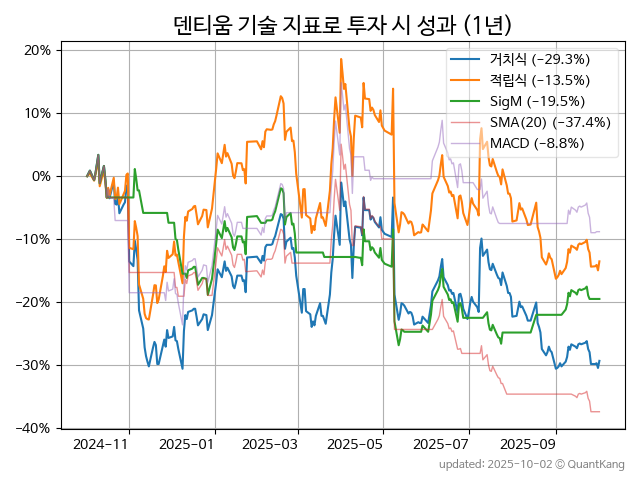 덴티움 기술 지표로 투자 시 성과 (1년)
20%
10%
0%
−10%
−20%
−30%
−40%
거치식 (−29.3%)
적립식 (−13.5%)
SigM (−19.5%)
SMA(20) (−37.4%)
MACD (−8.8%)
2024-11
2025-01
2025-03
2025-05
2025-07
2025-09
updated: 2025-10-02 © QuantKang